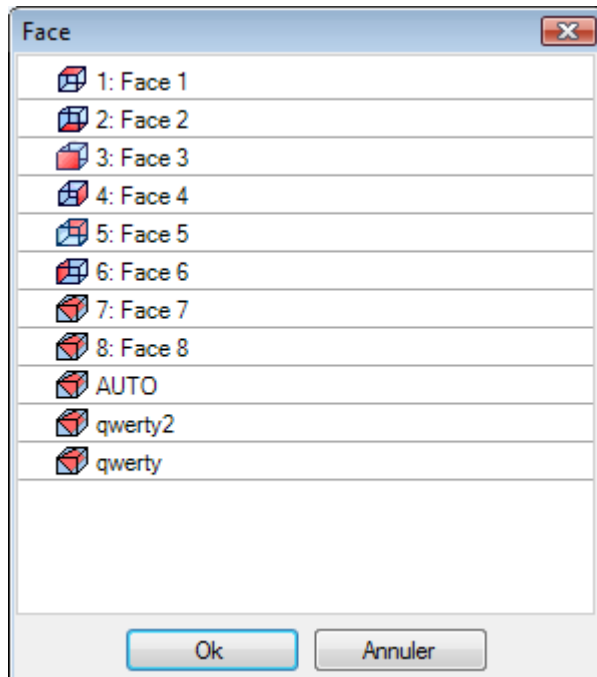 Face
1: Face 1
2: Face 2
3: Face 3
4: Face 4
5: Face 5
6: Face 6
7: Face 7
8: Face 8
AUTO
qwerty2
qwerty
Ok
Annuler